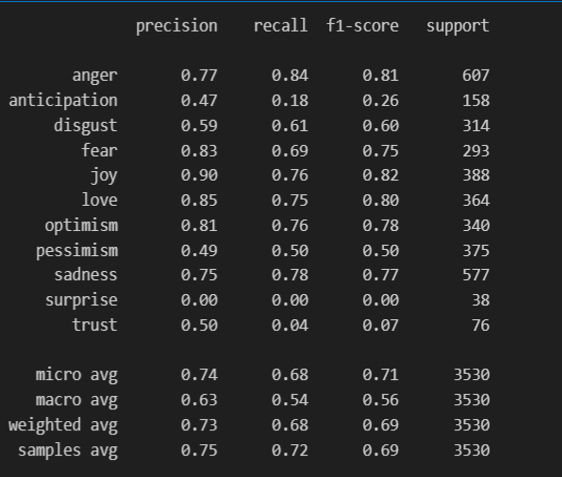 precision recall f1-score support
anger 0.77 0.84 0.81 607
anticipation 0.47 0.18 0.26 158
disgust 0.59 0.61 0.60 314
fear 0.83 0.69 0.75 293
joy 0.90 0.76 0.82 388
love 0.85 0.75 0.80 364
optimism 0.81 0.76 0.78 340
pessimism 0.49 0.50 0.50 375
sadness 0.75 0.78 0.77 577
surprise 0.00 0.00 0.00 38
trust 0.50 0.04 0.07 76
micro avg 0.74 0.68 0.71 3530
macro avg 0.63 0.54 0.56 3530
weighted avg 0.73 0.68 0.69 3530
samples avg 0.75 0.72 0.69 3530